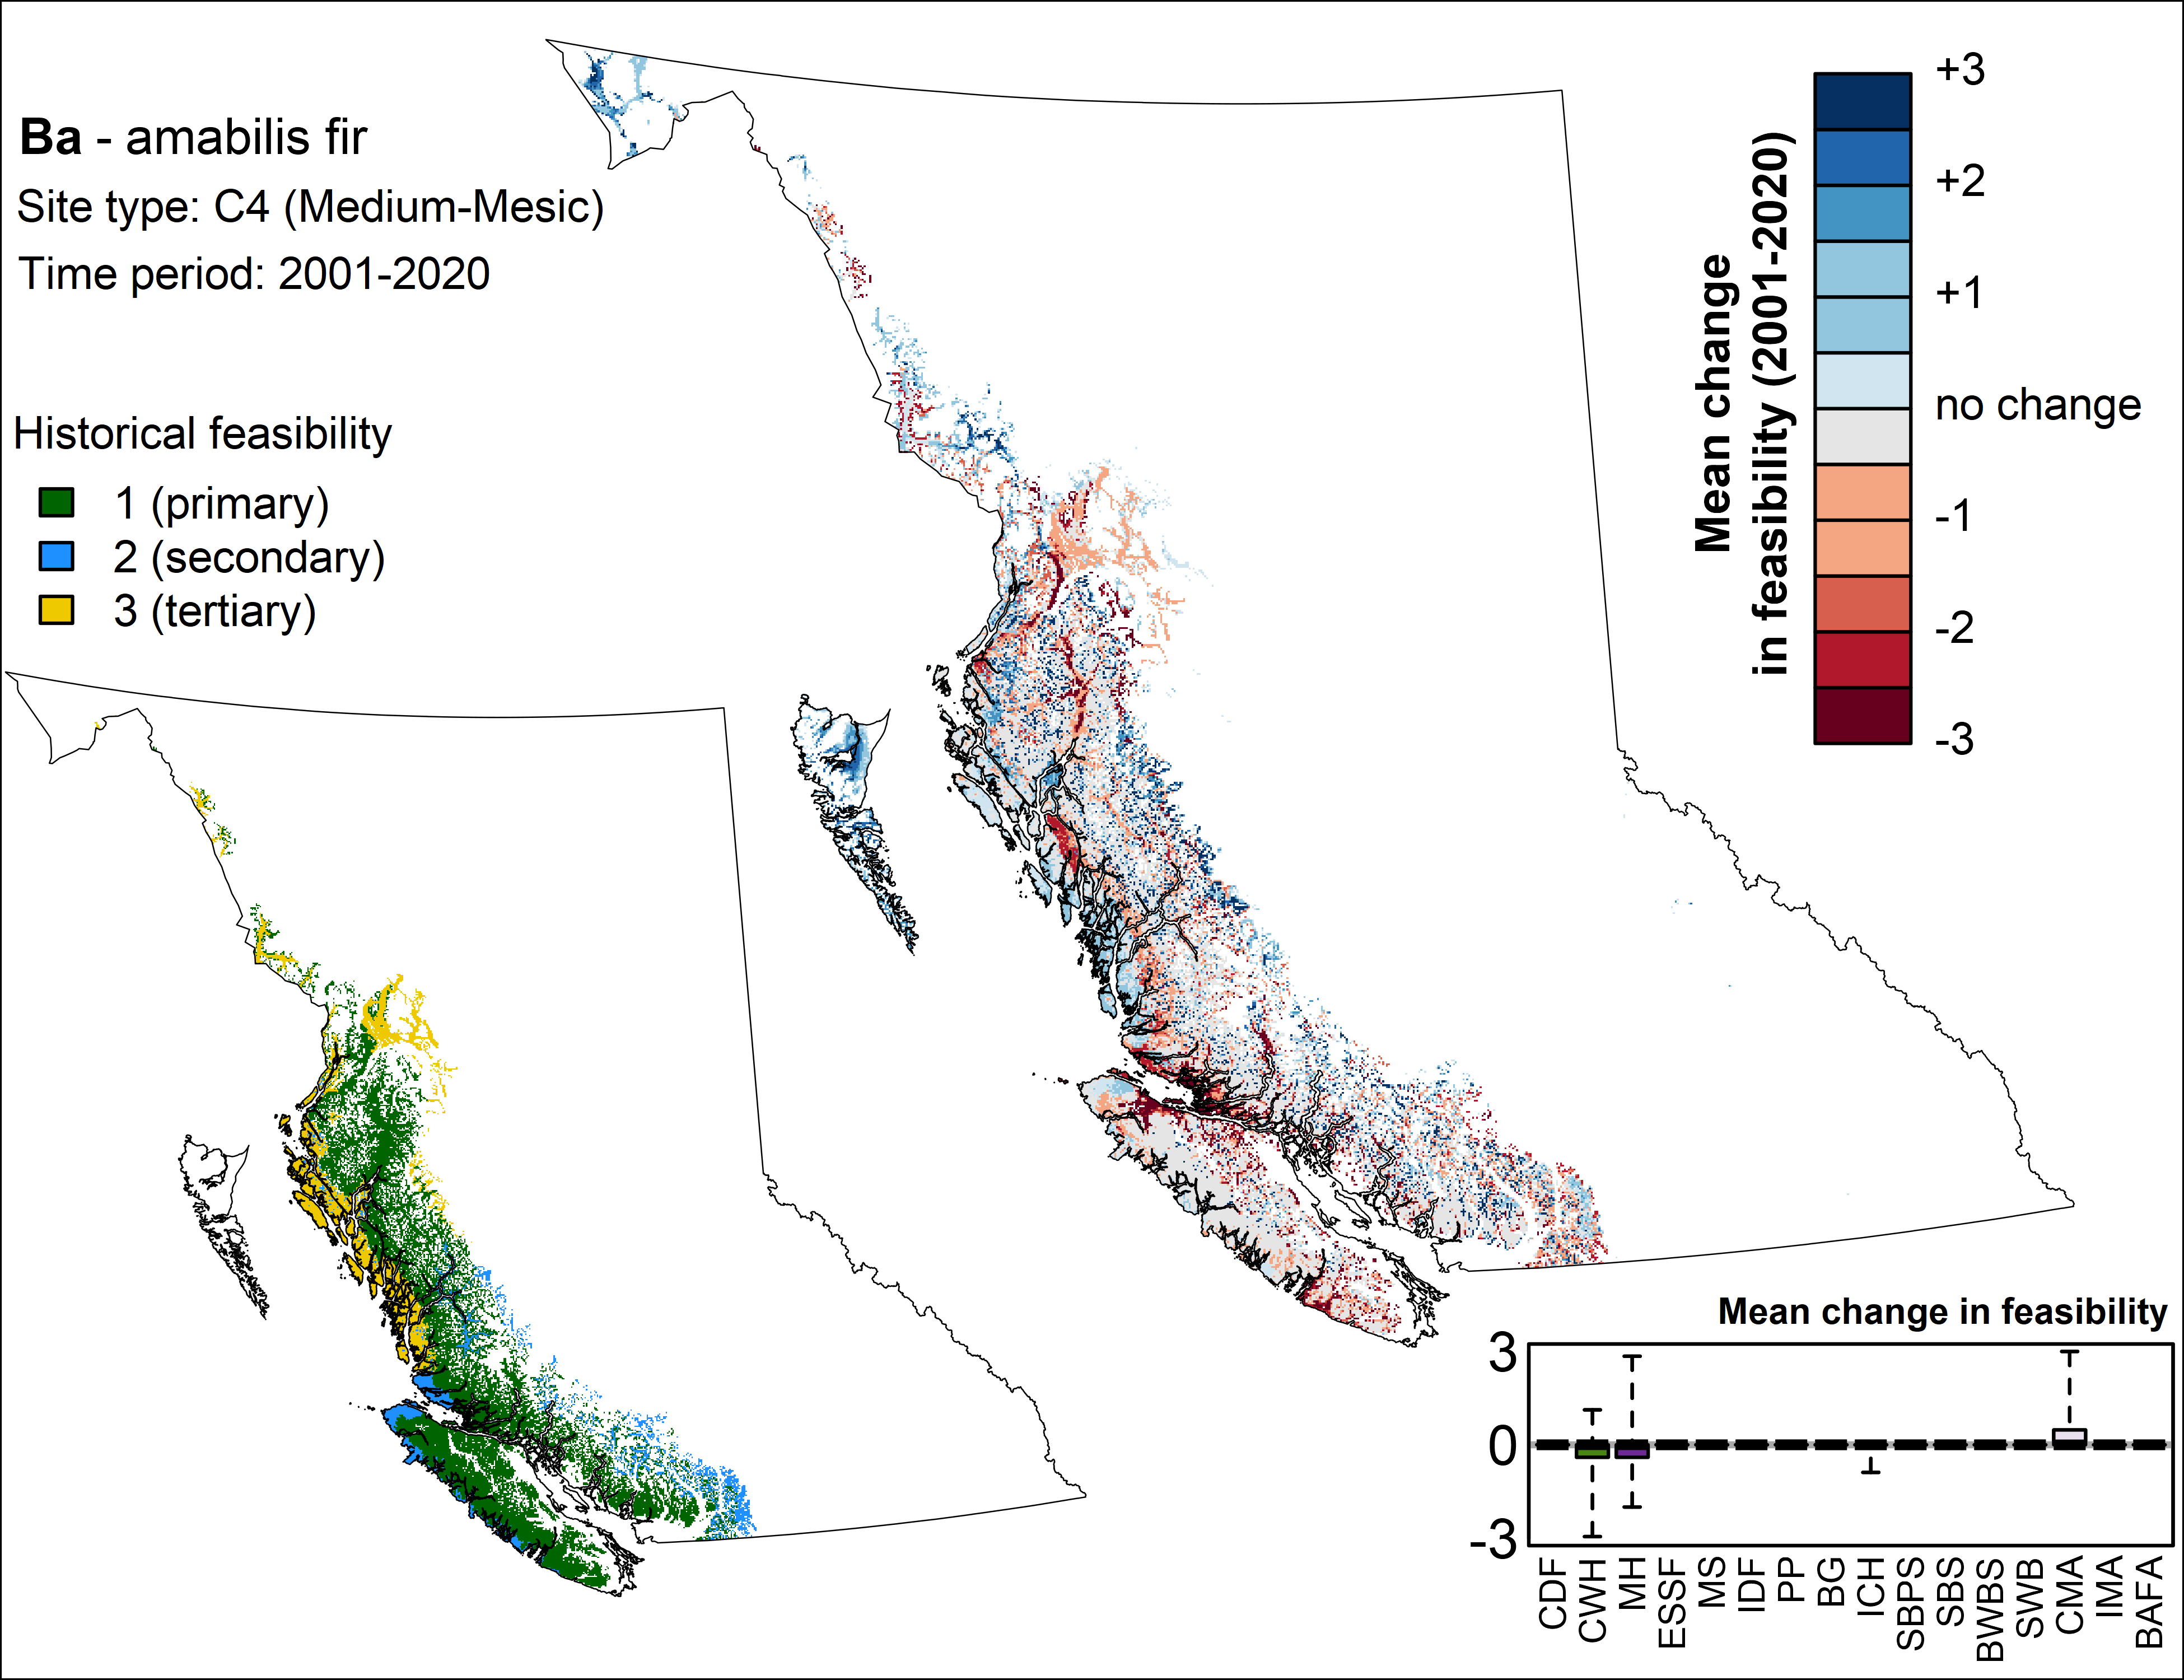 Ba - amabilis fir
Site type: C4 (Medium-Mesic)
Time period: 2001-2020
Historical feasibility
1 (primary)
2 (secondary)
3 (tertiary)
Mean change
in feasibility (2001-2020)
+3
+2
+1
no change
-1
-2
-3
Mean change in feasibility
3
0
-3
CDF
CWH
MH
ESSF
MS
IDF
PP
BG
ICH
SBPS
SBS
BWBS
SWB
CMA
IMA
BAFA